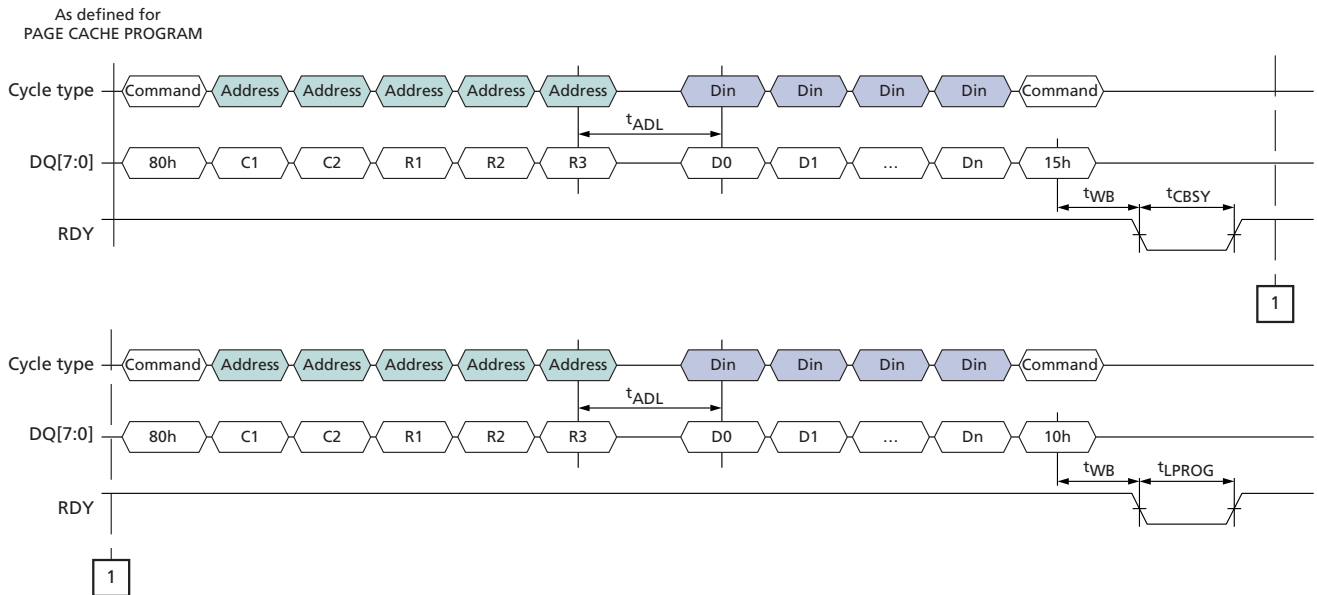 As defined for
PAGE CACHE PROGRAM
Cycle type Command Address Address Address Address Address Din Din Din Din Command
tADL
DQ[7:0] 80h C1 C2 R1 R2 R3 D0 D1 … Dn 15h
tWB tCBSY
RDY
1
Cycle type Command Address Address Address Address Address Din Din Din Din Command
tADL
DQ[7:0] 80h C1 C2 R1 R2 R3 D0 D1 … Dn 10h
tWB tLPROG
RDY
1